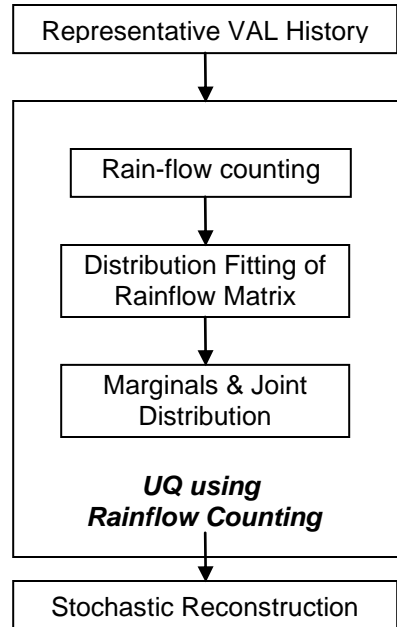 Representative VAL History
Rain-flow counting
Distribution Fitting of
Rainflow Matrix
Marginals & Joint
Distribution
UQ using
Rainflow Counting
Stochastic Reconstruction